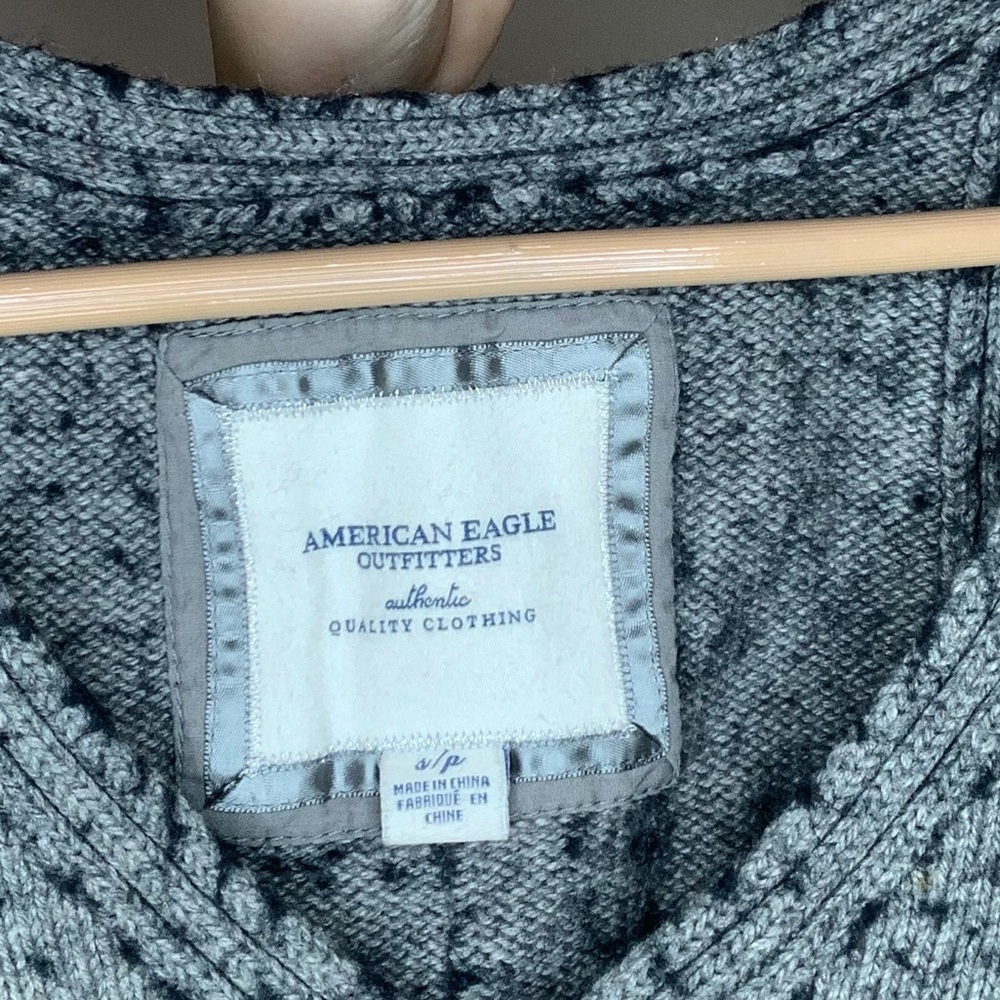 AMERICAN EAGLE
OUTFITTERS
authentic
QUALITY CLOTHING
s/p
MADE IN CHINA
FABRIQUÉ EN
CHINE